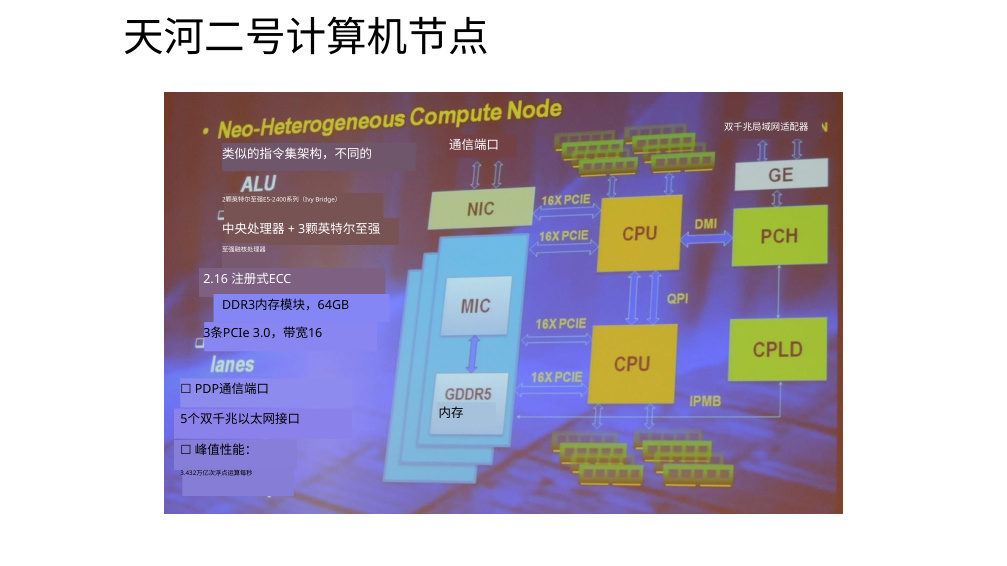 天河二号计算机节点
• Neo-Heterogeneous Compute Node
类似的指令集架构，不同的
ALU
2颗英特尔至强E5-2400系列（Ivy Bridge）
中央处理器 + 3颗英特尔至强
至强融核处理器
2.16 注册式ECC
DDR3内存模块，64GB
3条PCIe 3.0，带宽16
lanes
☐ PDP通信端口
5个双千兆以太网接口
☐ 峰值性能：
3.432万亿次浮点运算每秒
通信端口
双千兆局域网适配器
NIC
16X PCIE
16X PCIE
CPU
DMI
GE
PCH
MIC
QPI
16X PCIE
CPU
CPLD
GDDR5
内存
16X PCIE
IPMB